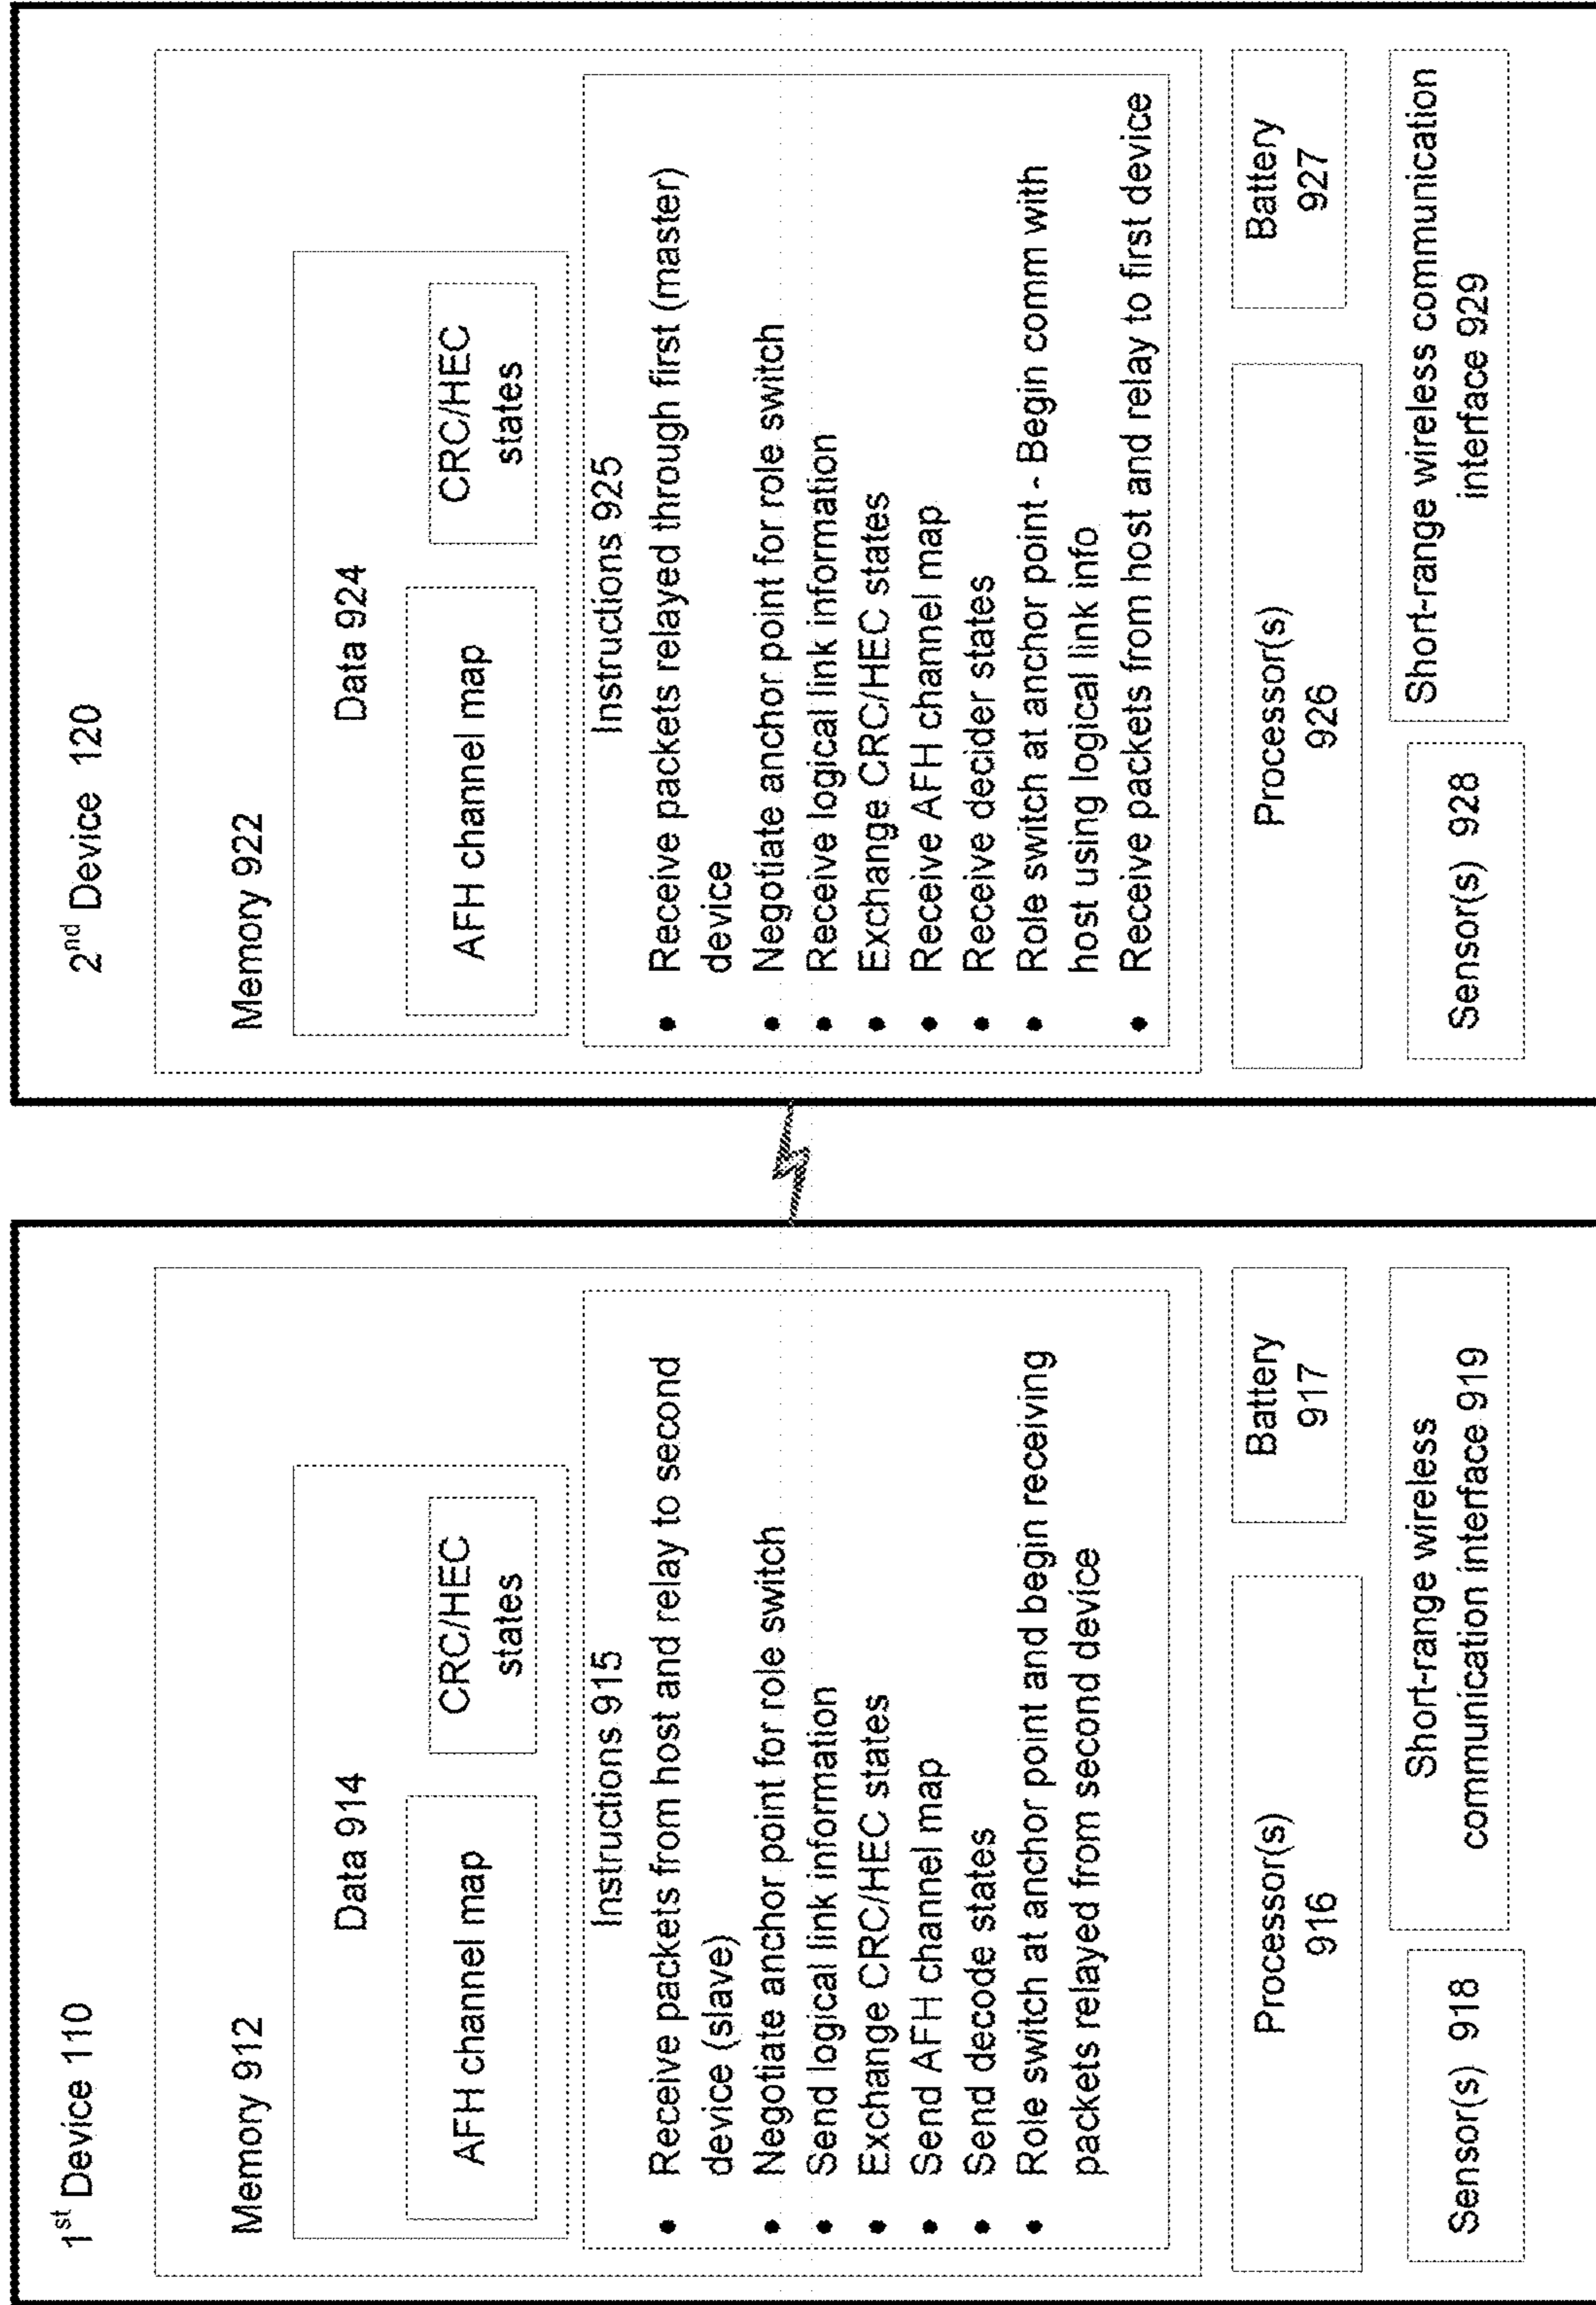 1st Device 110
Memory 912
Data 914
AFH channel map
CRC/HEC
states
Instructions 915
• Receive packets from host and relay to second
device (slave)
• Negotiate anchor point for role switch
• Send logical link information
• Exchange CRC/HEC states
• Send AFH channel map
• Send decode states
• Role switch at anchor point and begin receiving
packets relayed from second device
Processor(s)
916
Battery
917
Sensor(s) 918
Short-range wireless
communication interface 919
2nd Device 120
Memory 922
Data 924
AFH channel map
CRC/HEC
states
Instructions 925
• Receive packets relayed through first (master)
device
• Negotiate anchor point for role switch
• Receive logical link information
• Exchange CRC/HEC states
• Receive AFH channel map
• Receive decider states
• Role switch at anchor point - Begin comm with
host using logical link info
• Receive packets from host and relay to first device
Processor(s)
926
Battery
927
Sensor(s) 928
Short-range wireless communication
interface 929